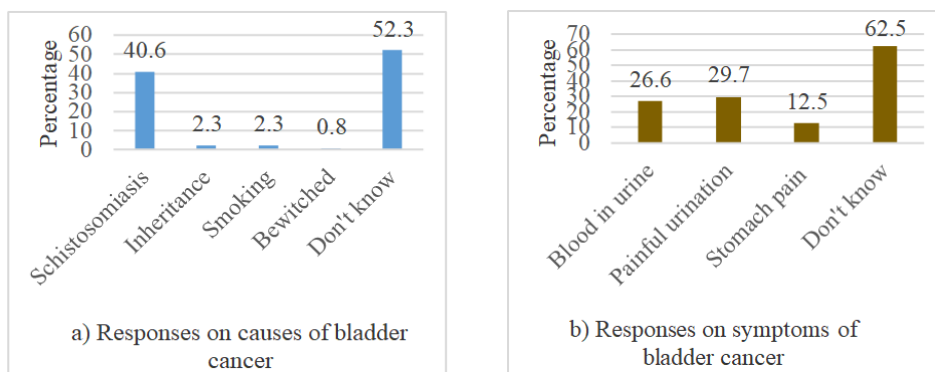 Percentage
60
50
40
30
20
10
0
40.6
2.3
2.3
0.8
52.3
Schistosomiasis
Inheritance
Smoking
Bewitched
Don't know
a) Responses on causes of bladder
cancer
Percentage
70
60
50
40
30
20
10
0
26.6
29.7
12.5
62.5
Blood in urine
Painful urination
Stomach pain
Don't know
b) Responses on symptoms of
bladder cancer